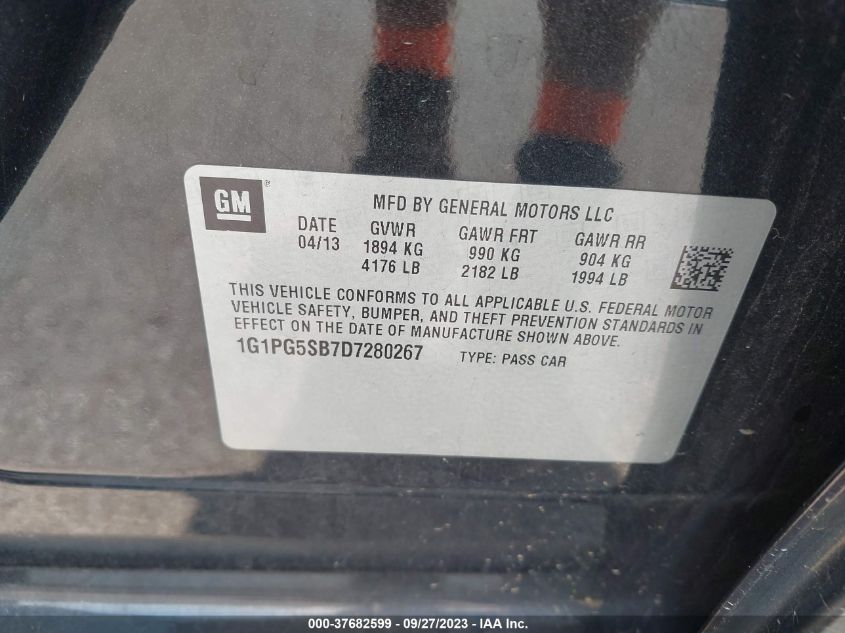 GM ®
MFD BY GENERAL MOTORS LLC
DATE GVWR GAWR FRT GAWR RR
04/13 1894 KG 990 KG 904 KG
4176 LB 2182 LB 1994 LB
THIS VEHICLE CONFORMS TO ALL APPLICABLE U.S. FEDERAL MOTOR
VEHICLE SAFETY, BUMPER, AND THEFT PREVENTION STANDARDS IN
EFFECT ON THE DATE OF MANUFACTURE SHOWN ABOVE.
1G1PG5SB7D7280267 TYPE: PASS CAR
000-37682599 - 09/27/2023 - IAA Inc.